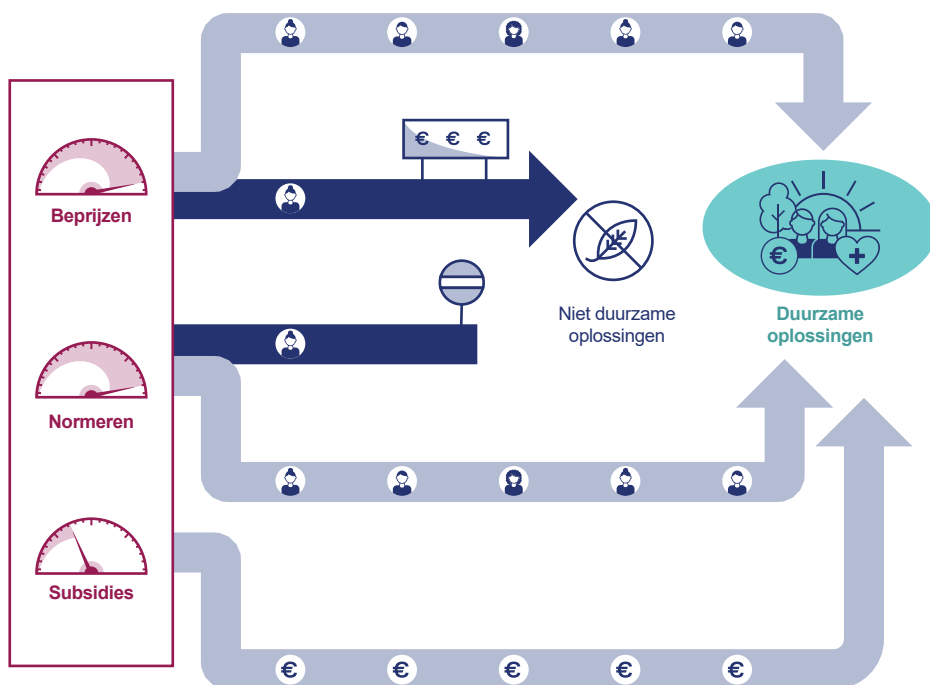 € € €
Beprijzen
€
Niet duurzame
oplossingen
Duurzame
oplossingen
Normeren
Subsidies
€ € € € €